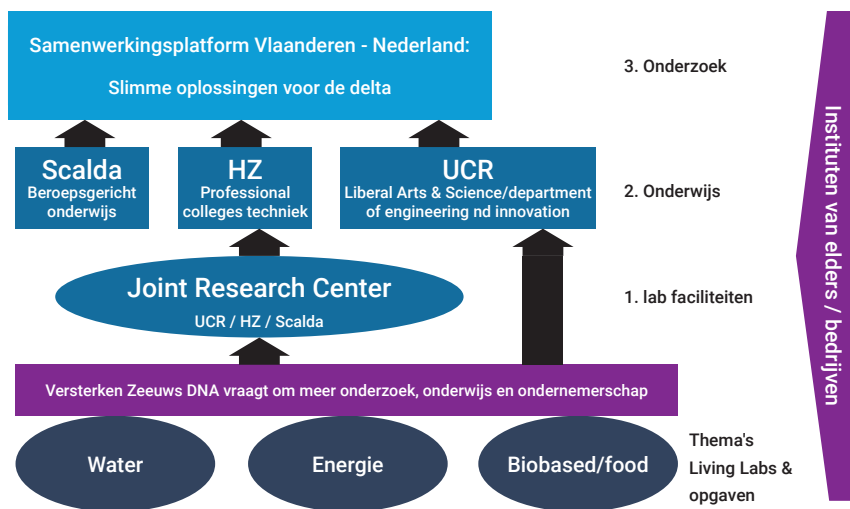 Samenwerkingsplatform Vlaanderen - Nederland:
Slimme oplossingen voor de delta
3. Onderzoek
Scalda
Beroepsgericht
onderwijs
HZ
Professional
colleges techniek
UCR
Liberal Arts & Science/department
of engineering nd innovation
2. Onderwijs
Joint Research Center
UCR / HZ / Scalda
1. lab faciliteiten
Versterken Zeeuws DNA vraagt om meer onderzoek, onderwijs en ondernemerschap
Water
Energie
Biobased/food
Thema's
Living Labs &
opgaven
Instituten van elders / bedrijven